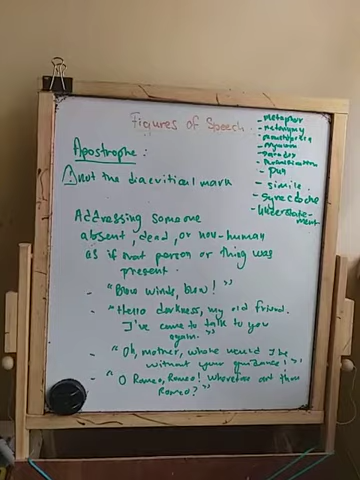 Figures of Speech
- metaphor
- metonymy
- onomatopoeia
- oxymoron
- paradox
- Personification
- Pun
- simile
- Synecdoche
- Understate-
ment
Apostrophe:
not the diacritical mark
Addressing someone
absent, dead, or non-human
as if that person or thing was
present.
- "Blow winds, blow!"
- "Hello darkness, my old friend.
I've come to talk to you
again."
- "Oh, mother, where would I be
without your guidance!"
- "O Romeo, Romeo! Wherefore art thou
Romeo?"